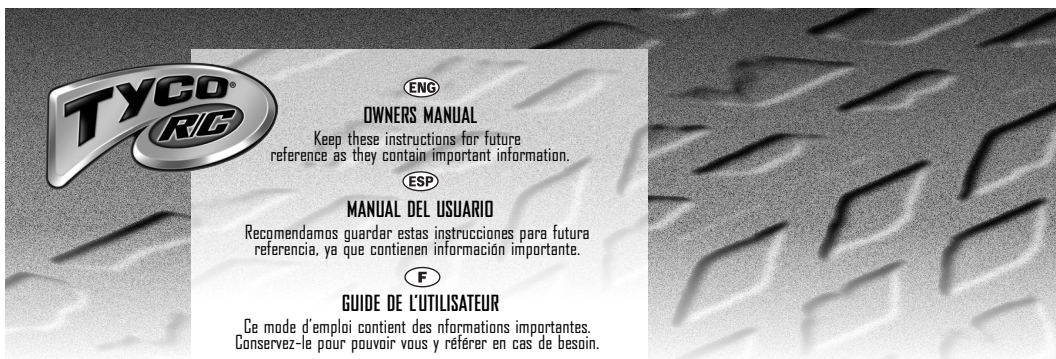 TYCO®
R/C
ENG
OWNERS MANUAL
Keep these instructions for future
reference as they contain important information.
ESP
MANUAL DEL USUARIO
Recomendamos guardar estas instrucciones para futura
referencia, ya que contienen información importante.
F
GUIDE DE L'UTILISATEUR
Ce mode d'emploi contient des nformations importantes.
Conservez-le pour pouvoir vous y référer en cas de besoin.